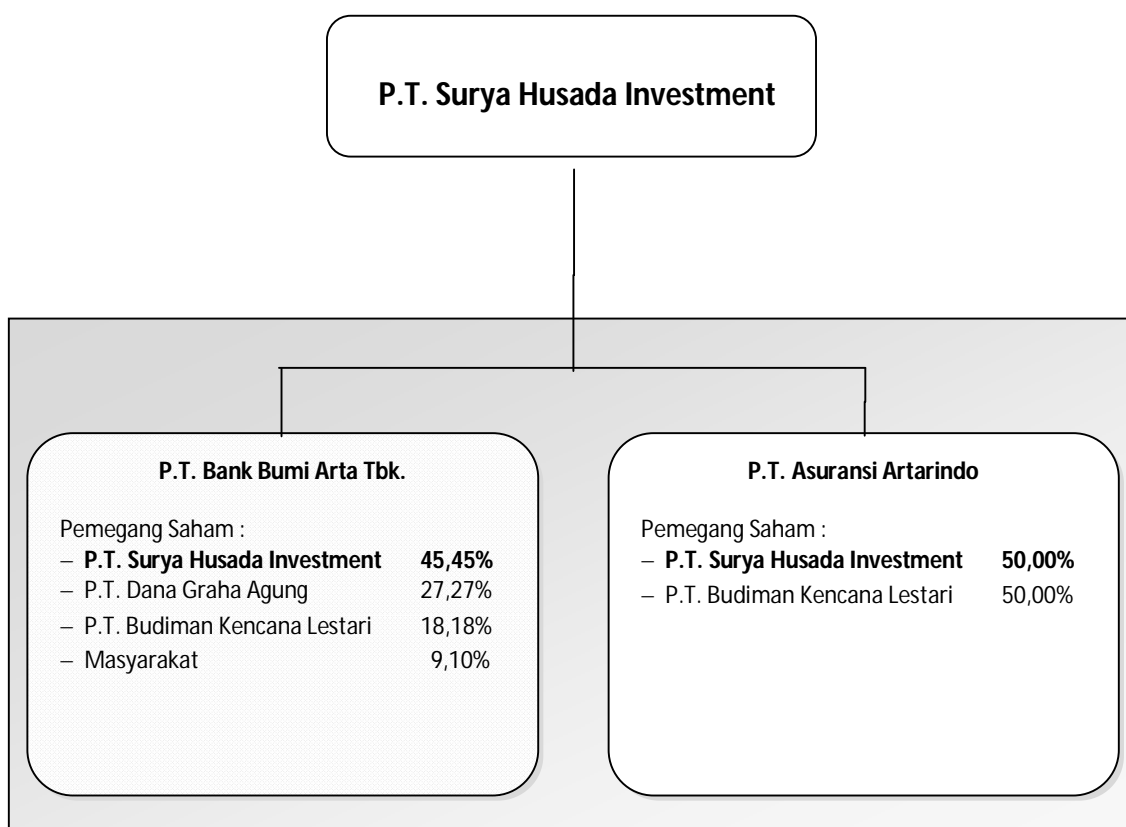 P.T. Surya Husada Investment
P.T. Bank Bumi Arta Tbk.
Pemegang Saham :
– P.T. Surya Husada Investment 45,45%
– P.T. Dana Graha Agung 27,27%
– P.T. Budiman Kencana Lestari 18,18%
– Masyarakat 9,10%
P.T. Asuransi Artarindo
Pemegang Saham :
– P.T. Surya Husada Investment 50,00%
– P.T. Budiman Kencana Lestari 50,00%